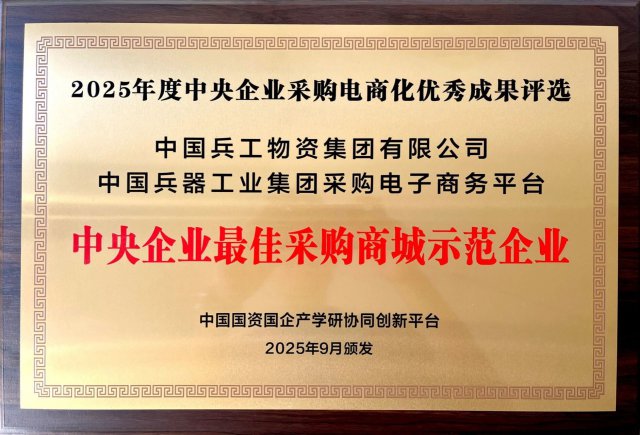 2025年度中央企业采购电商化优秀成果评选
中国兵工物资集团有限公司
中国兵器工业集团采购电子商务平台
中央企业最佳采购商城示范企业
中国国资国企产学研协同创新平台
2025年9月颁发